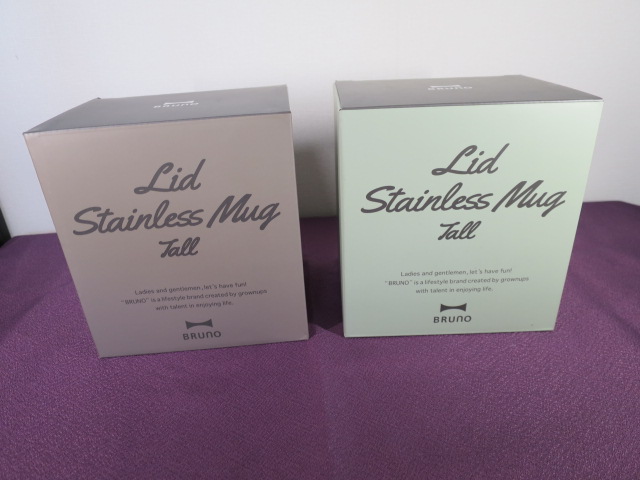 BRUNO
Lid
Stainless Mug
Tall
Ladies and gentlemen, let's have fun!
"BRUNO" is a lifestyle brand created by grownups
with talent in enjoying life.
BRUNO
BRUNO
Lid
Stainless Mug
Tall
Ladies and gentlemen, let's have fun!
"BRUNO" is a lifestyle brand created by grownups
with talent in enjoying life.
BRUNO